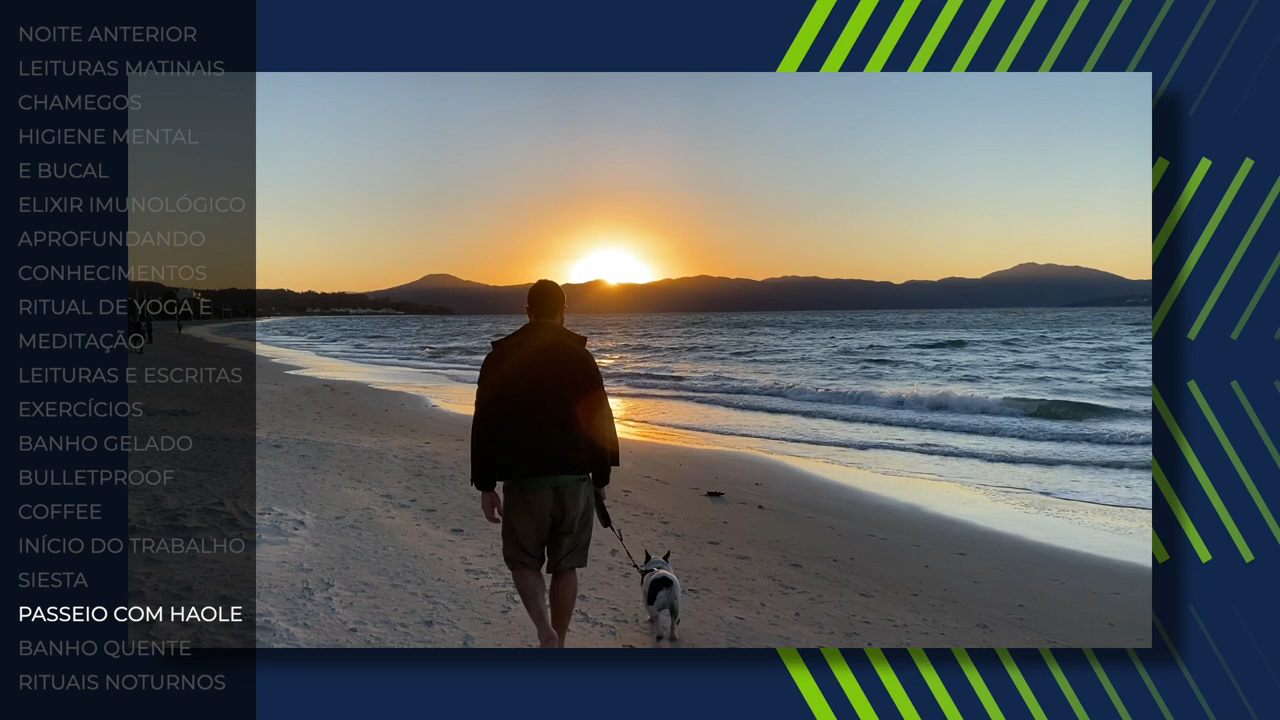 NOITE ANTERIOR
LEITURAS MATINAIS
CHAMEGOS
HIGIENE MENTAL
E BUCAL
ELIXIR IMUNOLÓGICO
APROFUNDANDO
CONHECIMENTOS
RITUAL DE YOGA E
MEDITAÇÃO
LEITURAS E ESCRITAS
EXERCÍCIOS
BANHO GELADO
BULLETPROOF
COFFEE
INÍCIO DO TRABALHO
SIESTA
PASSEIO COM HAOLE
BANHO QUENTE
RITUAIS NOTURNOS